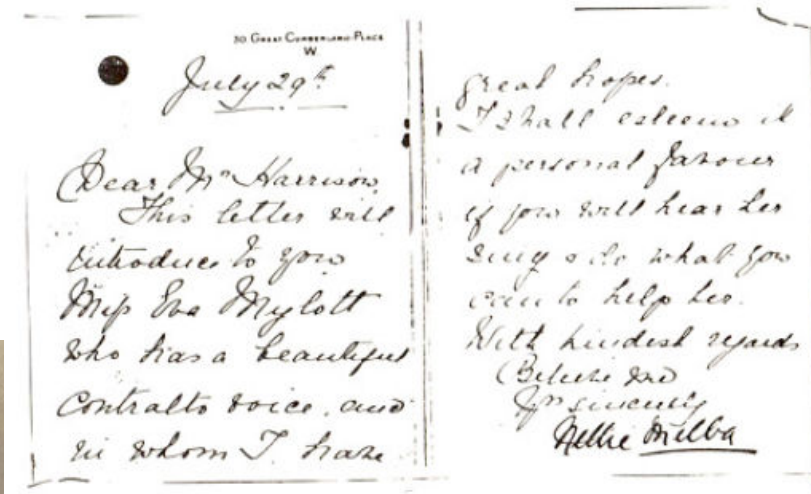 30 GREAT CUMBERLAND PLACE
W
July 29th
Dear Mr Harrison,
This letter will
introduce to you
Miss Eva Mylott
who has a beautiful
contralto voice, and
in whom I have
great hopes.
I shall esteem it
a personal favour
if you will hear her
sing & do what you
can to help her.
With kindest regards
Believe me
Yrs sincerely
Nellie Melba